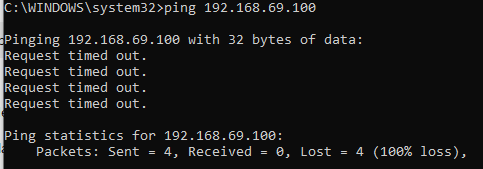 C:\WINDOWS\system32>ping 192.168.69.100
Pinging 192.168.69.100 with 32 bytes of data:
Request timed out.
Request timed out.
Request timed out.
Request timed out.
Ping statistics for 192.168.69.100:
    Packets: Sent = 4, Received = 0, Lost = 4 (100% loss),